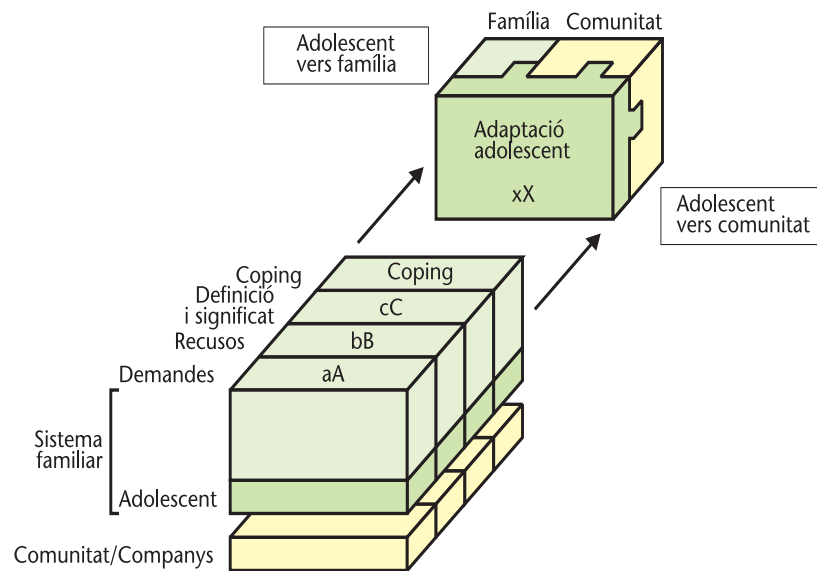 Família
Comunitat
Adolescent
vers família
Adaptació
adolescent
xX
Adolescent
vers comunitat
Coping
Coping
Definició
i significat
cC
Recusos
bB
Demandes
aA
Sistema
familiar
Adolescent
Comunitat/Companys